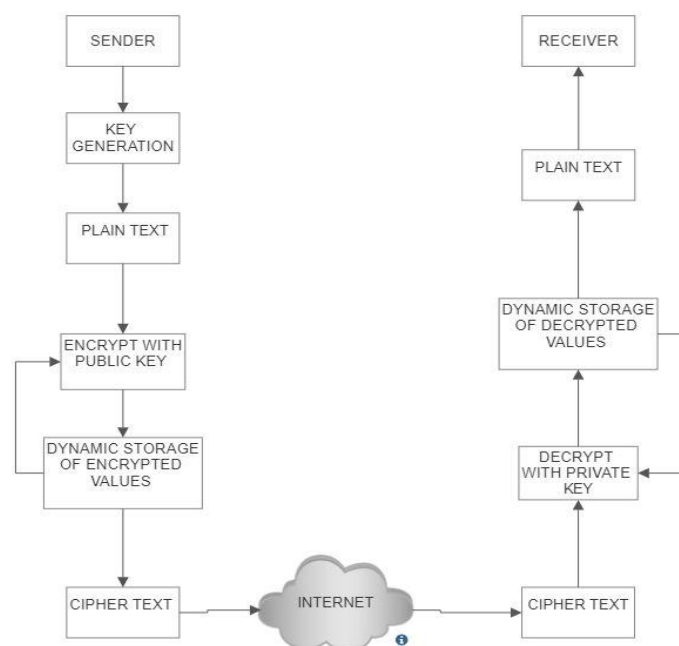 SENDER
KEY
GENERATION
PLAIN TEXT
ENCRYPT WITH
PUBLIC KEY
DYNAMIC STORAGE
OF ENCRYPTED
VALUES
CIPHER TEXT
INTERNET
CIPHER TEXT
DECRYPT
WITH PRIVATE
KEY
DYNAMIC STORAGE
OF DECRYPTED
VALUES
PLAIN TEXT
RECEIVER